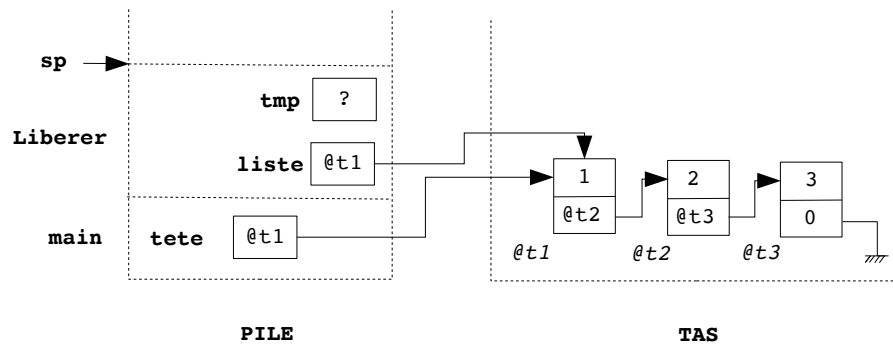 sp
tmp ?
Liberer
liste @t1
1 2 3
@t2 @t3 0
main tete @t1
@t1 @t2 @t3
PILE TAS